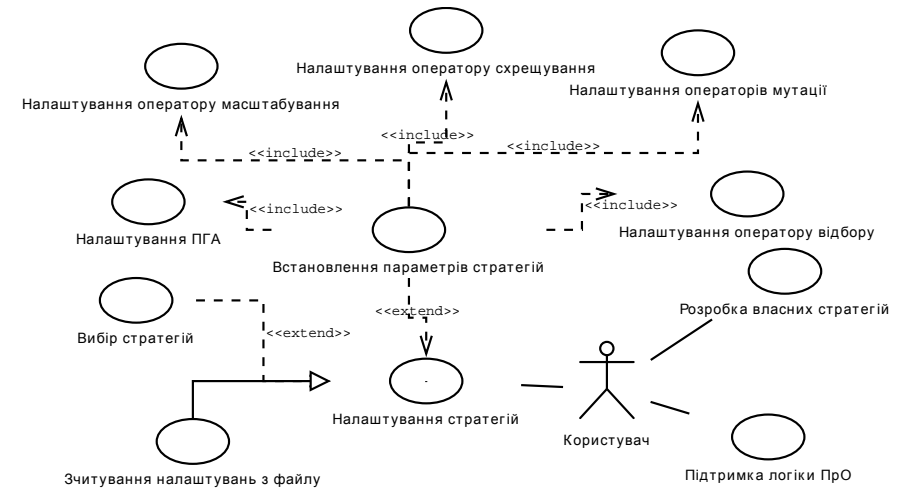 Налаштування оператору схрещування
Налаштування оператору масштабування
Налаштування операторів мутації
<<include>>
<<include>>
<<include>>
<<include>>
<<include>>
Налаштування ПГА
Налаштування оператору відбору
Встановлення параметрів стратегій
Розробка власних стратегій
<<extend>>
<<extend>>
Вибір стратегій
Налаштування стратегій
Користувач
Зчитування налаштувань з файлу
Підтримка логіки ПрО